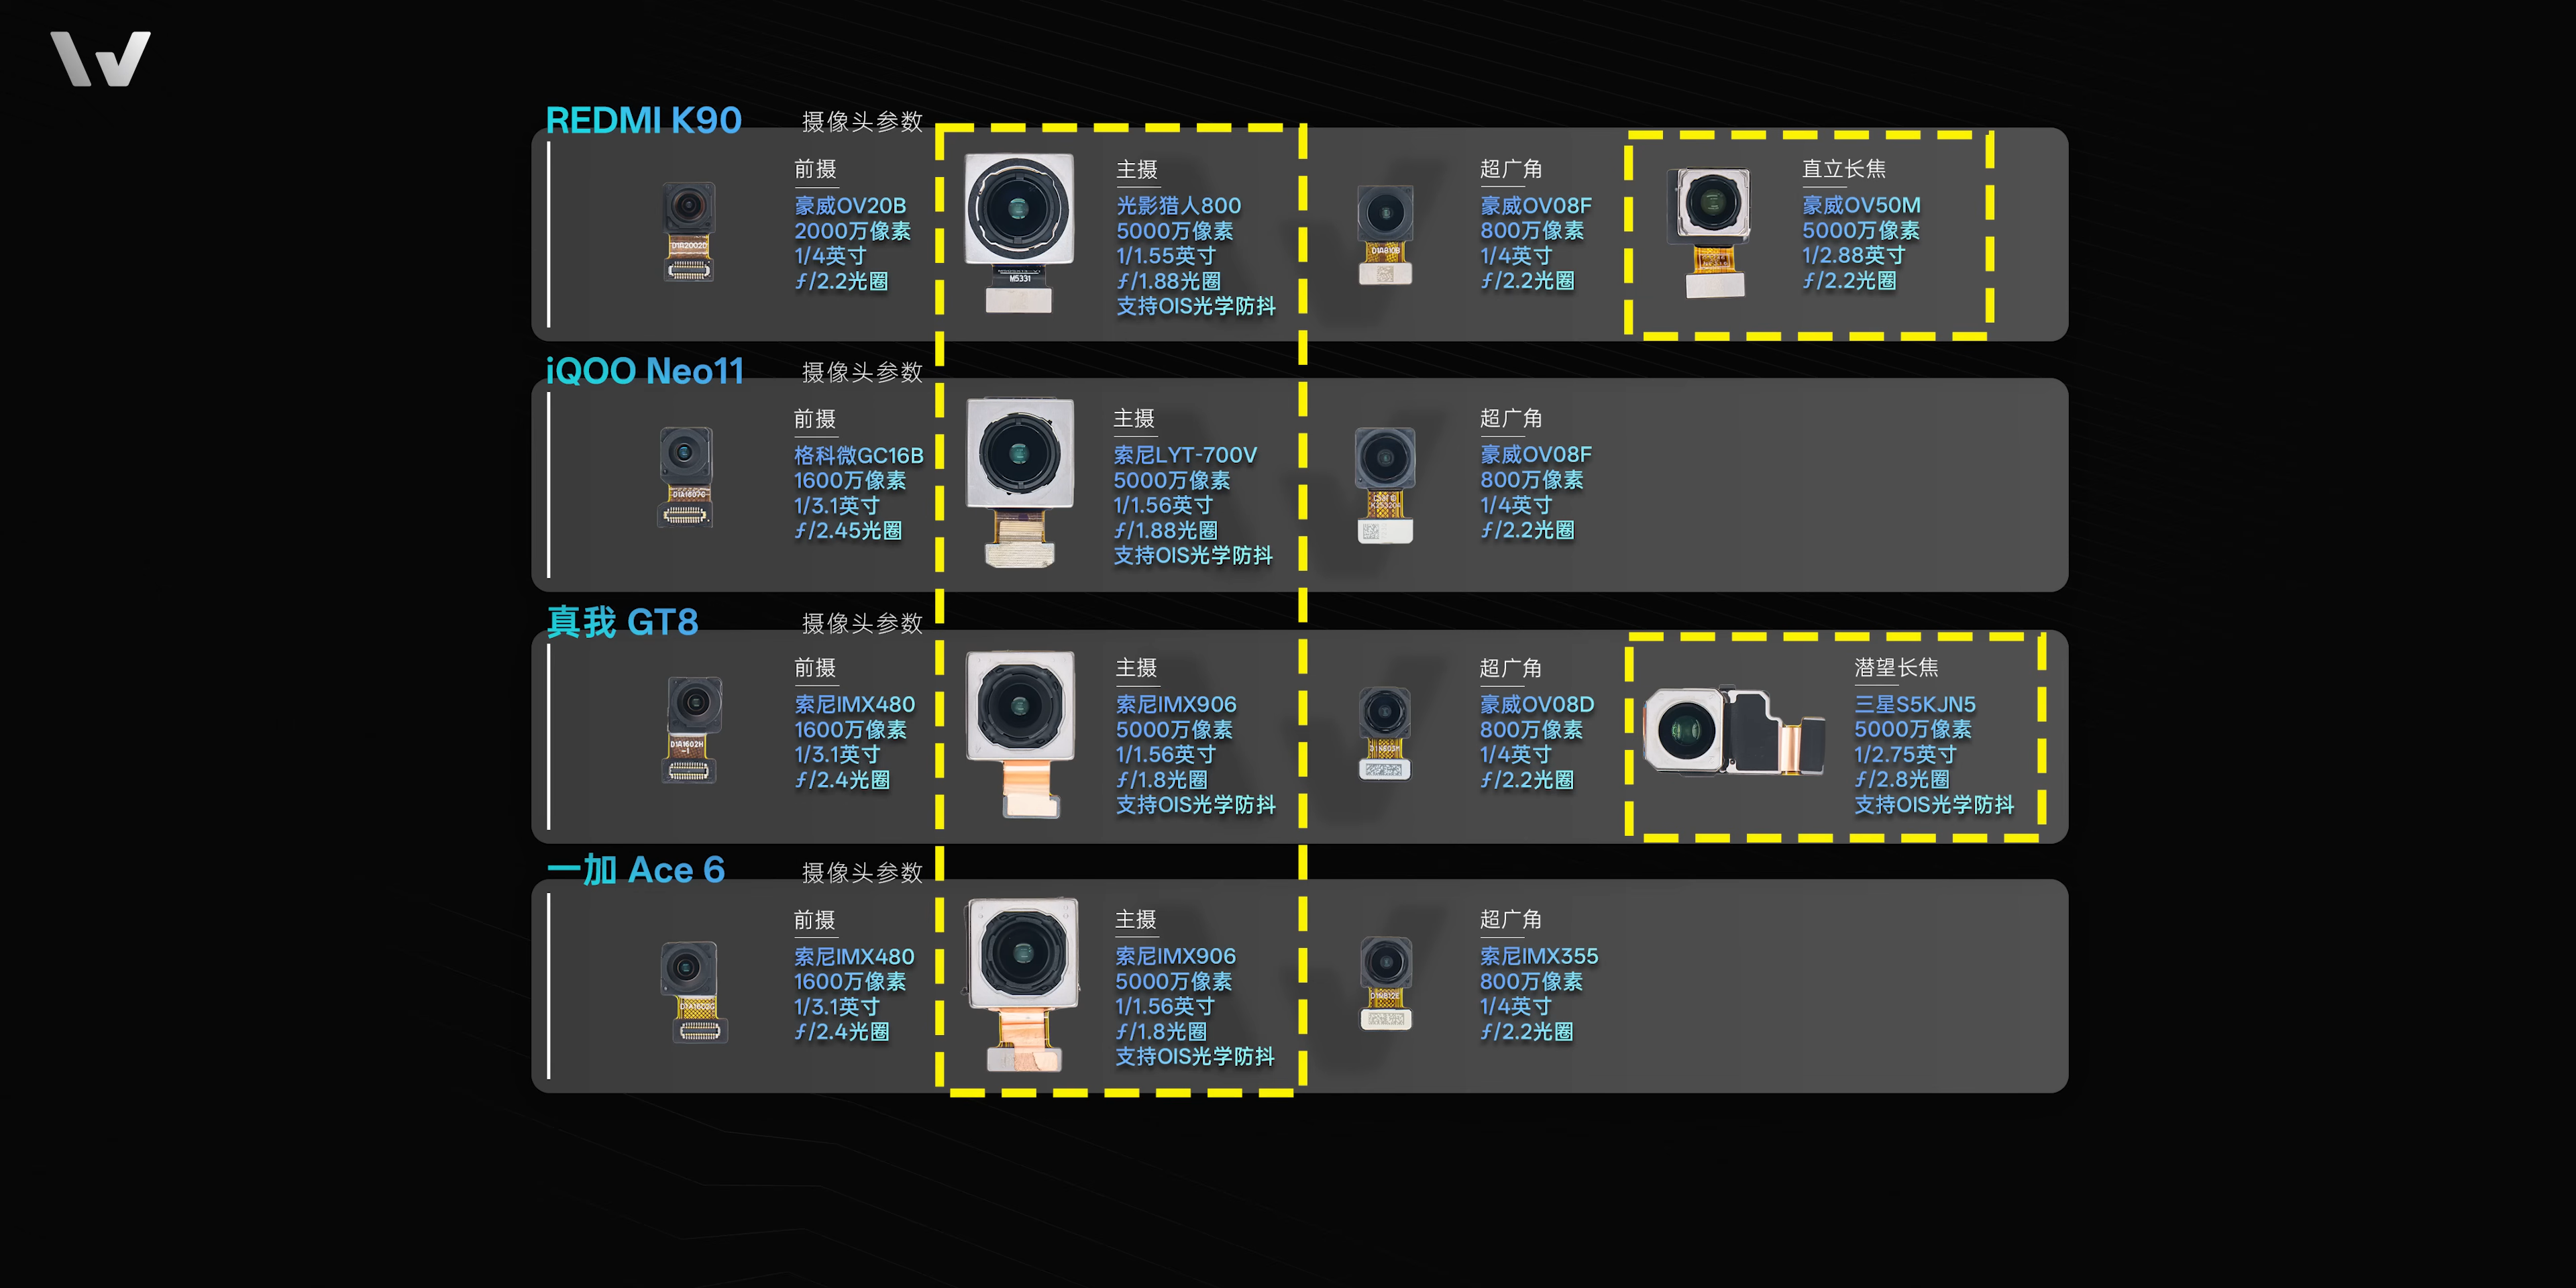 REDMI K90
摄像头参数
前摄
豪威OV20B
2000万像素
1/4英寸
ƒ/2.2光圈
主摄
光影猎人800
5000万像素
1/1.55英寸
ƒ/1.88光圈
支持OIS光学防抖
超广角
豪威OV08F
800万像素
1/4英寸
ƒ/2.2光圈
直立长焦
豪威OV50M
5000万像素
1/2.88英寸
ƒ/2.2光圈
M5331
iQOO Neo11
摄像头参数
前摄
格科微GC16B
1600万像素
1/3.1英寸
ƒ/2.45光圈
主摄
索尼LYT-700V
5000万像素
1/1.56英寸
ƒ/1.88光圈
支持OIS光学防抖
超广角
豪威OV08F
800万像素
1/4英寸
ƒ/2.2光圈
真我 GT8
摄像头参数
前摄
索尼IMX480
1600万像素
1/3.1英寸
ƒ/2.4光圈
主摄
索尼IMX906
5000万像素
1/1.56英寸
ƒ/1.8光圈
支持OIS光学防抖
超广角
豪威OV08D
800万像素
1/4英寸
ƒ/2.2光圈
潜望长焦
三星S5KJN5
5000万像素
1/2.75英寸
ƒ/2.8光圈
支持OIS光学防抖
一加 Ace 6
摄像头参数
前摄
索尼IMX480
1600万像素
1/3.1英寸
ƒ/2.4光圈
主摄
索尼IMX906
5000万像素
1/1.56英寸
ƒ/1.8光圈
支持OIS光学防抖
超广角
索尼IMX355
800万像素
1/4英寸
ƒ/2.2光圈